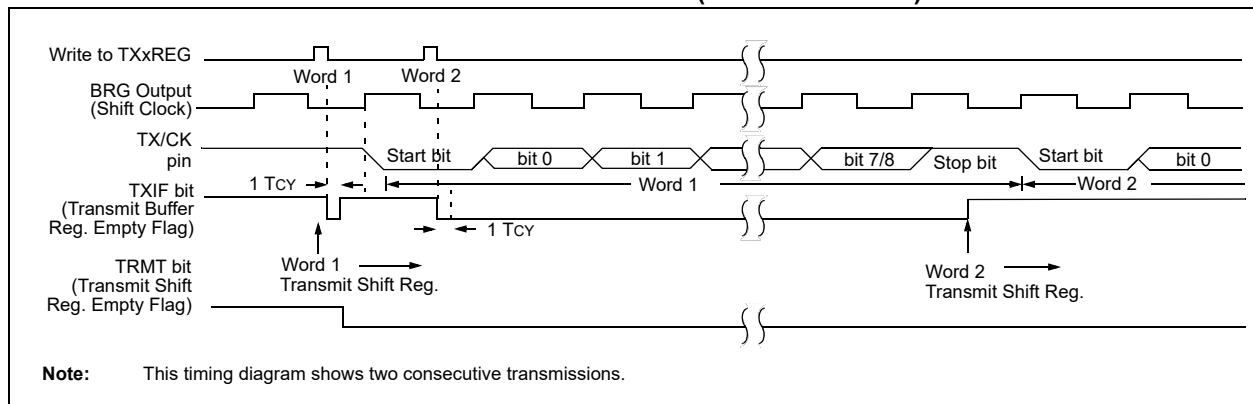 Write to TXxREG
Word 1
Word 2
BRG Output
(Shift Clock)
TX/CK
pin
Start bit
bit 0
bit 1
bit 7/8
Stop bit
Start bit
bit 0
1 TCY
Word 1
Word 2
TXIF bit
(Transmit Buffer
Reg. Empty Flag)
1 TCY
Word 1
Transmit Shift Reg.
Word 2
Transmit Shift Reg.
TRMT bit
(Transmit Shift
Reg. Empty Flag)
Note: This timing diagram shows two consecutive transmissions.